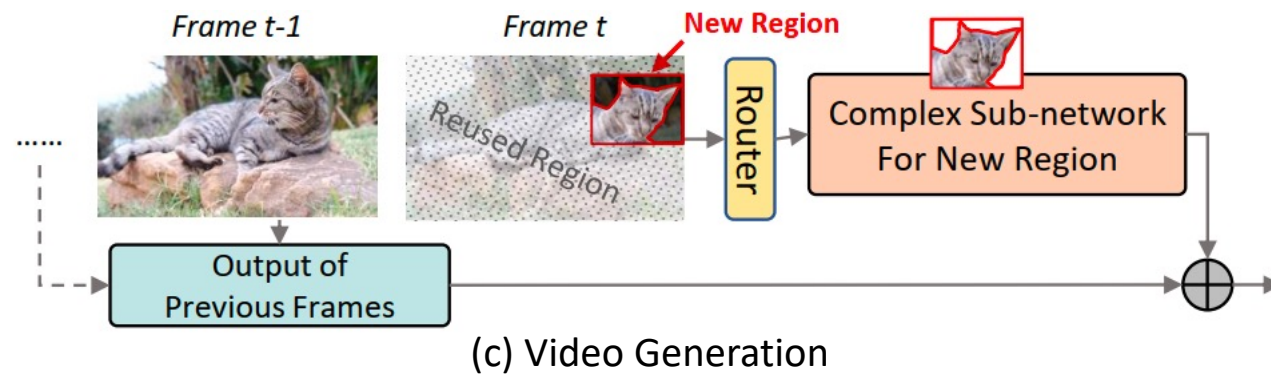 Frame t-1
Frame t
New Region
......
Reused Region
Router
Complex Sub-network
For New Region
Output of
Previous Frames
(c) Video Generation